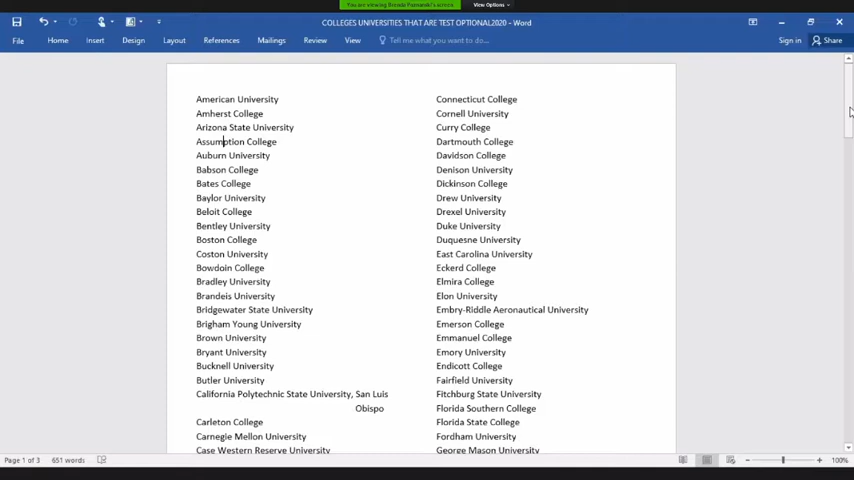 You are viewing Brenda Poznanski's screen View Options
COLLEGES UNIVERSITIES THAT ARE TEST OPTIONAL2020 - Word
File Home Insert Design Layout References Mailings Review View Tell me what you want to do... Sign in Share
American University
Amherst College
Arizona State University
Assumption College
Auburn University
Babson College
Bates College
Baylor University
Beloit College
Bentley University
Boston College
Coston University
Bowdoin College
Bradley University
Brandeis University
Bridgewater State University
Brigham Young University
Brown University
Bryant University
Bucknell University
Butler University
California Polytechnic State University, San Luis
Obispo
Carleton College
Carnegie Mellon University
Case Western Reserve University
Connecticut College
Cornell University
Curry College
Dartmouth College
Davidson College
Denison University
Dickinson College
Drew University
Drexel University
Duke University
Duquesne University
East Carolina University
Eckerd College
Elmira College
Elon University
Embry-Riddle Aeronautical University
Emerson College
Emmanuel College
Emory University
Endicott College
Fairfield University
Fitchburg State University
Florida Southern College
Florida State College
Fordham University
George Mason University
Page 1 of 3 651 words 100%